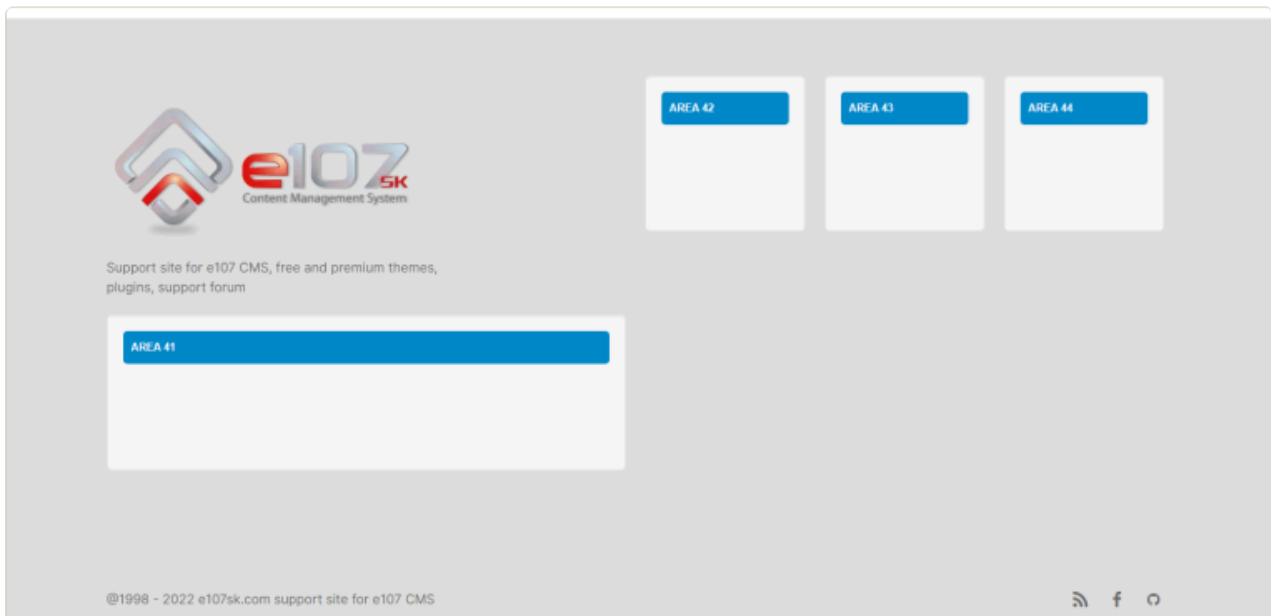 e107
SK
Content Management System
Support site for e107 CMS, free and premium themes,
plugins, support forum
AREA 41
AREA 42
AREA 43
AREA 44
@1998 - 2022 e107sk.com support site for e107 CMS